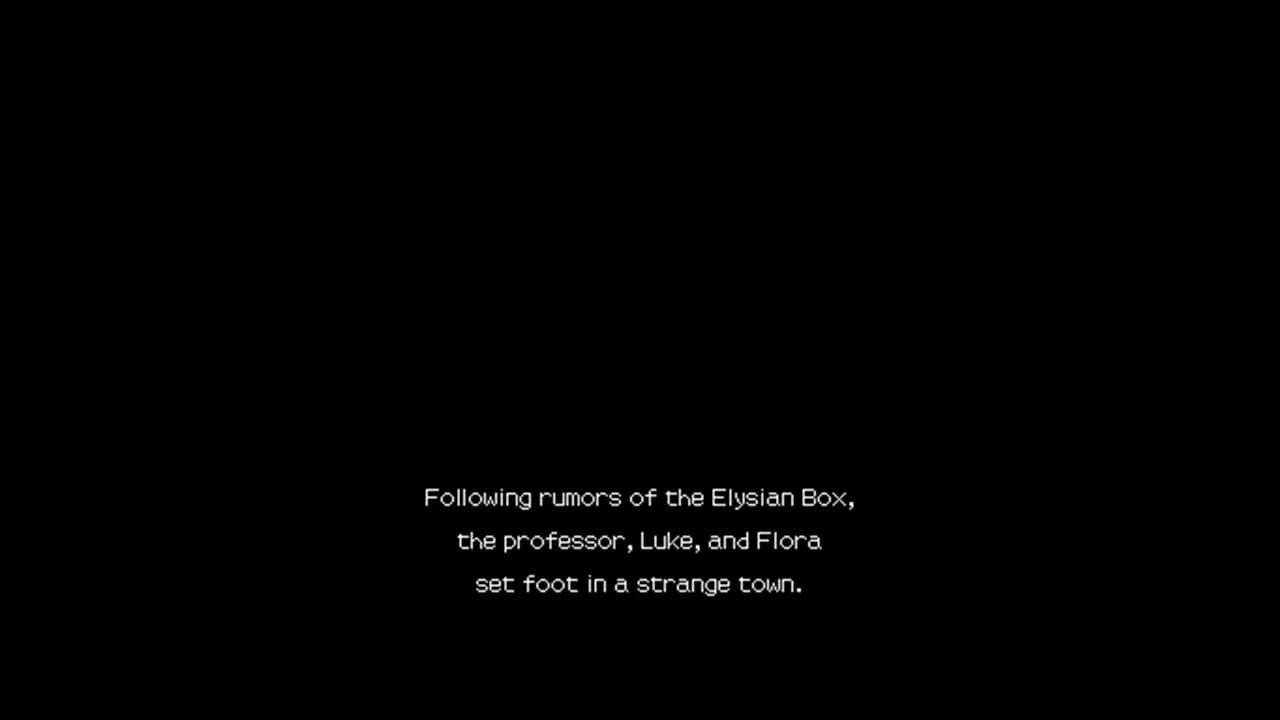 Following rumors of the Elysian Box,
the professor, Luke, and Flora
set foot in a strange town.